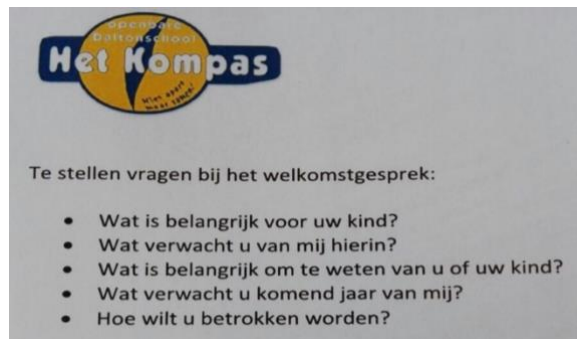 openbare
Daltonschool
Het Kompas
Te stellen vragen bij het welkomstgesprek:
• Wat is belangrijk voor uw kind?
• Wat verwacht u van mij hierin?
• Wat is belangrijk om te weten van u of uw kind?
• Wat verwacht u komend jaar van mij?
• Hoe wilt u betrokken worden?